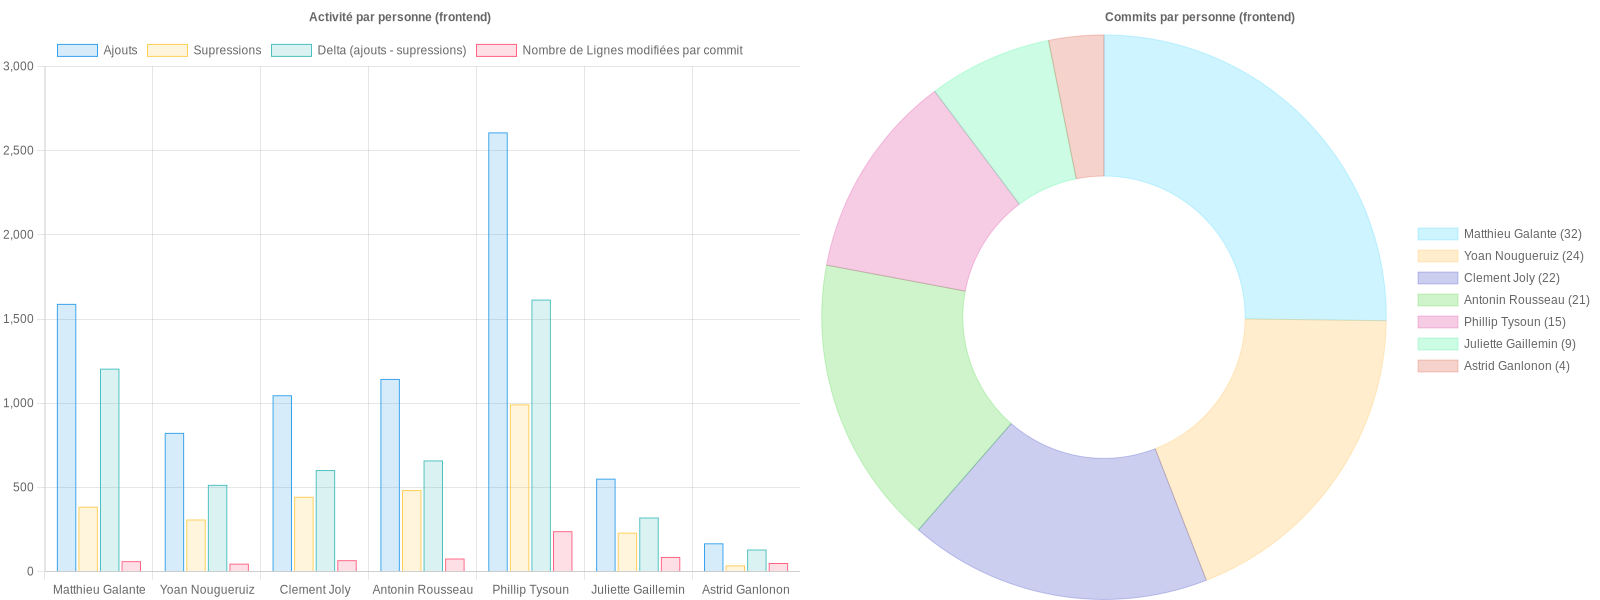 Activité par personne (frontend)
Ajouts
Supressions
Delta (ajouts - supressions)
Nombre de Lignes modifiées par commit
3,000
2,500
2,000
1,500
1,000
500
0
Matthieu Galante
Yoan Nougueruiz
Clement Joly
Antonin Rousseau
Phillip Tysoun
Juliette Gaillemin
Astrid Ganlonon
Commits par personne (frontend)
Matthieu Galante (32)
Yoan Nougueruiz (24)
Clement Joly (22)
Antonin Rousseau (21)
Phillip Tysoun (15)
Juliette Gaillemin (9)
Astrid Ganlonon (4)